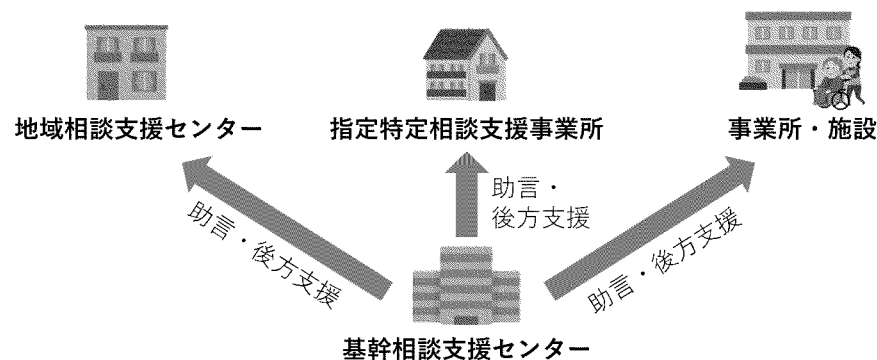 地域相談支援センター
指定特定相談支援事業所
事業所・施設
助言・後方支援
助言・
後方支援
助言・後方支援
基幹相談支援センター